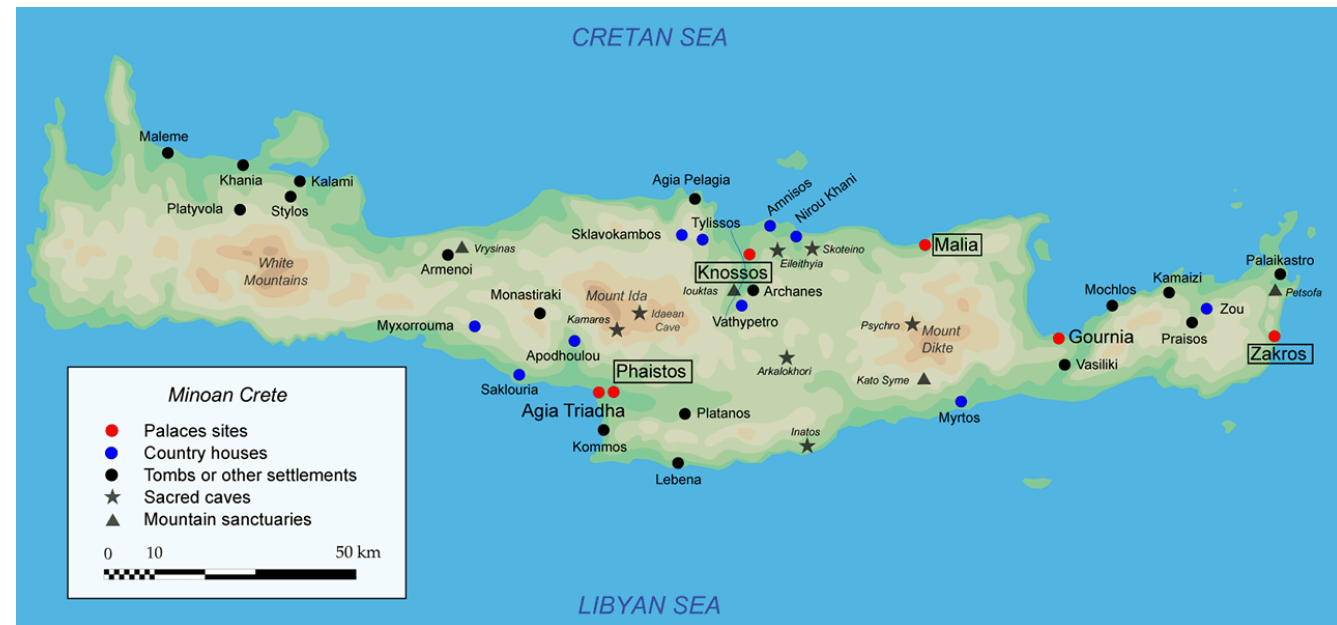 CRETAN SEA
Maleme
Khania
Kalami
Platyvola
Stylos
White
Mountains
Agia Pelagia
Amnisos
Nirou Khani
Sklavokambos
Tylissos
Vrysinas
Armenoi
Skoteino
Eileithyia
Malia
Knossos
Palaikastro
Kamaizi
Petsofa
Mochlos
Zou
Praisos
Monastiraki
Mount Ida
Iouktas
Archanes
Idaean
Cave
Kamares
Vathypetro
Myxorrouma
Psychro
Mount
Dikte
Gournia
Zakros
Apodhoulou
Arkalokhori
Vasiliki
Phaistos
Kato Syme
Saklouria
Agia Triadha
Platanos
Myrtos
Kommos
Inatos
Lebena
Minoan Crete
Palaces sites
Country houses
Tombs or other settlements
Sacred caves
Mountain sanctuaries
0 10 50 km
LIBYAN SEA